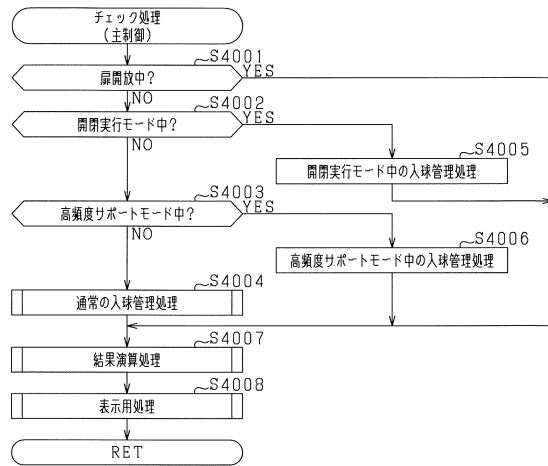 チェック処理
(主制御)
S4001
扉開放中?
YES
NO
S4002
開閉実行モード中?
YES
NO
S4005
開閉実行モード中の入球管理処理
S4003
高頻度サポートモード中?
YES
NO
S4006
高頻度サポートモード中の入球管理処理
S4004
通常の入球管理処理
S4007
結果演算処理
S4008
表示用処理
RET